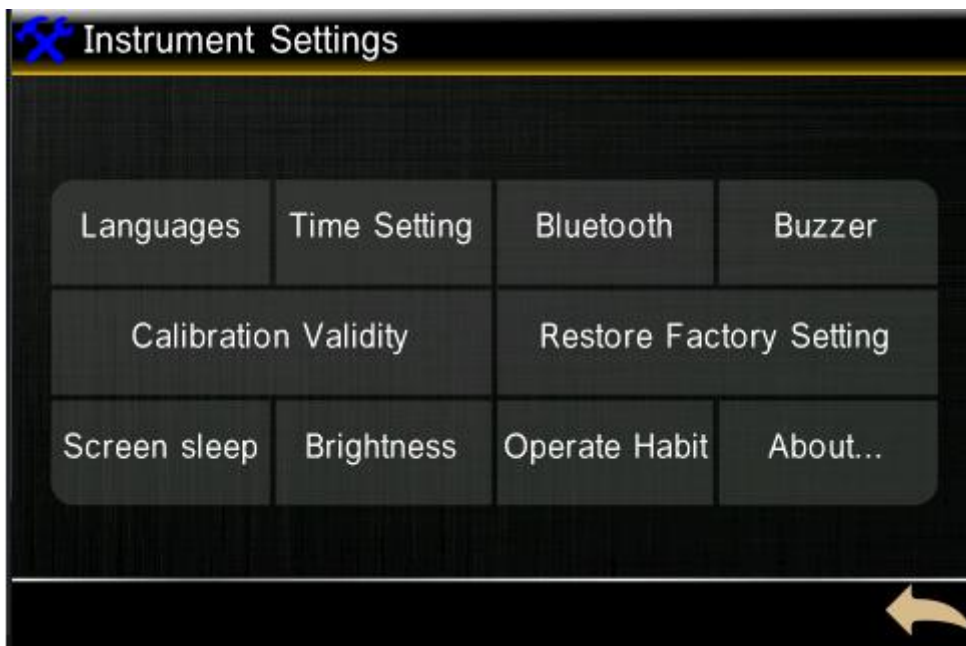 Instrument Settings
Languages
Time Setting
Bluetooth
Buzzer
Calibration Validity
Restore Factory Setting
Screen sleep
Brightness
Operate Habit
About...